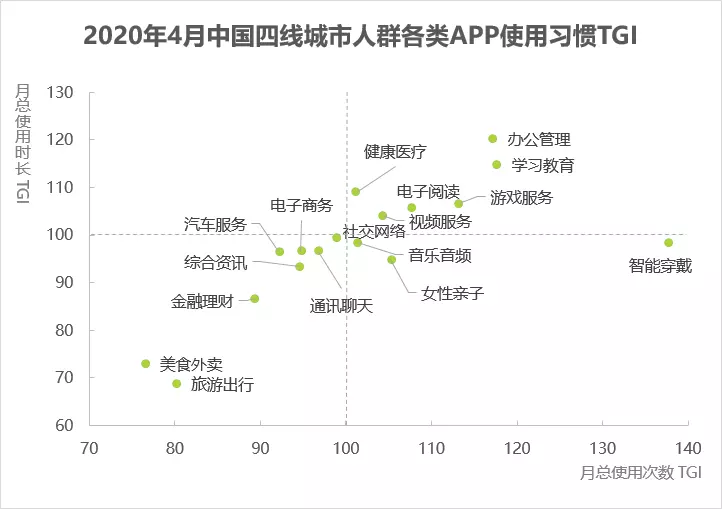 2020年4月中国四线城市人群各类APP使用习惯TGI
月总使用时长 TGI
130
120
110
100
90
80
70
60
办公管理
健康医疗
学习教育
电子阅读
游戏服务
电子商务
视频服务
汽车服务
社交网络
音乐音频
综合资讯
智能穿戴
女性亲子
金融理财
通讯聊天
美食外卖
旅游出行
70
80
90
100
110
120
130
140
月总使用次数 TGI